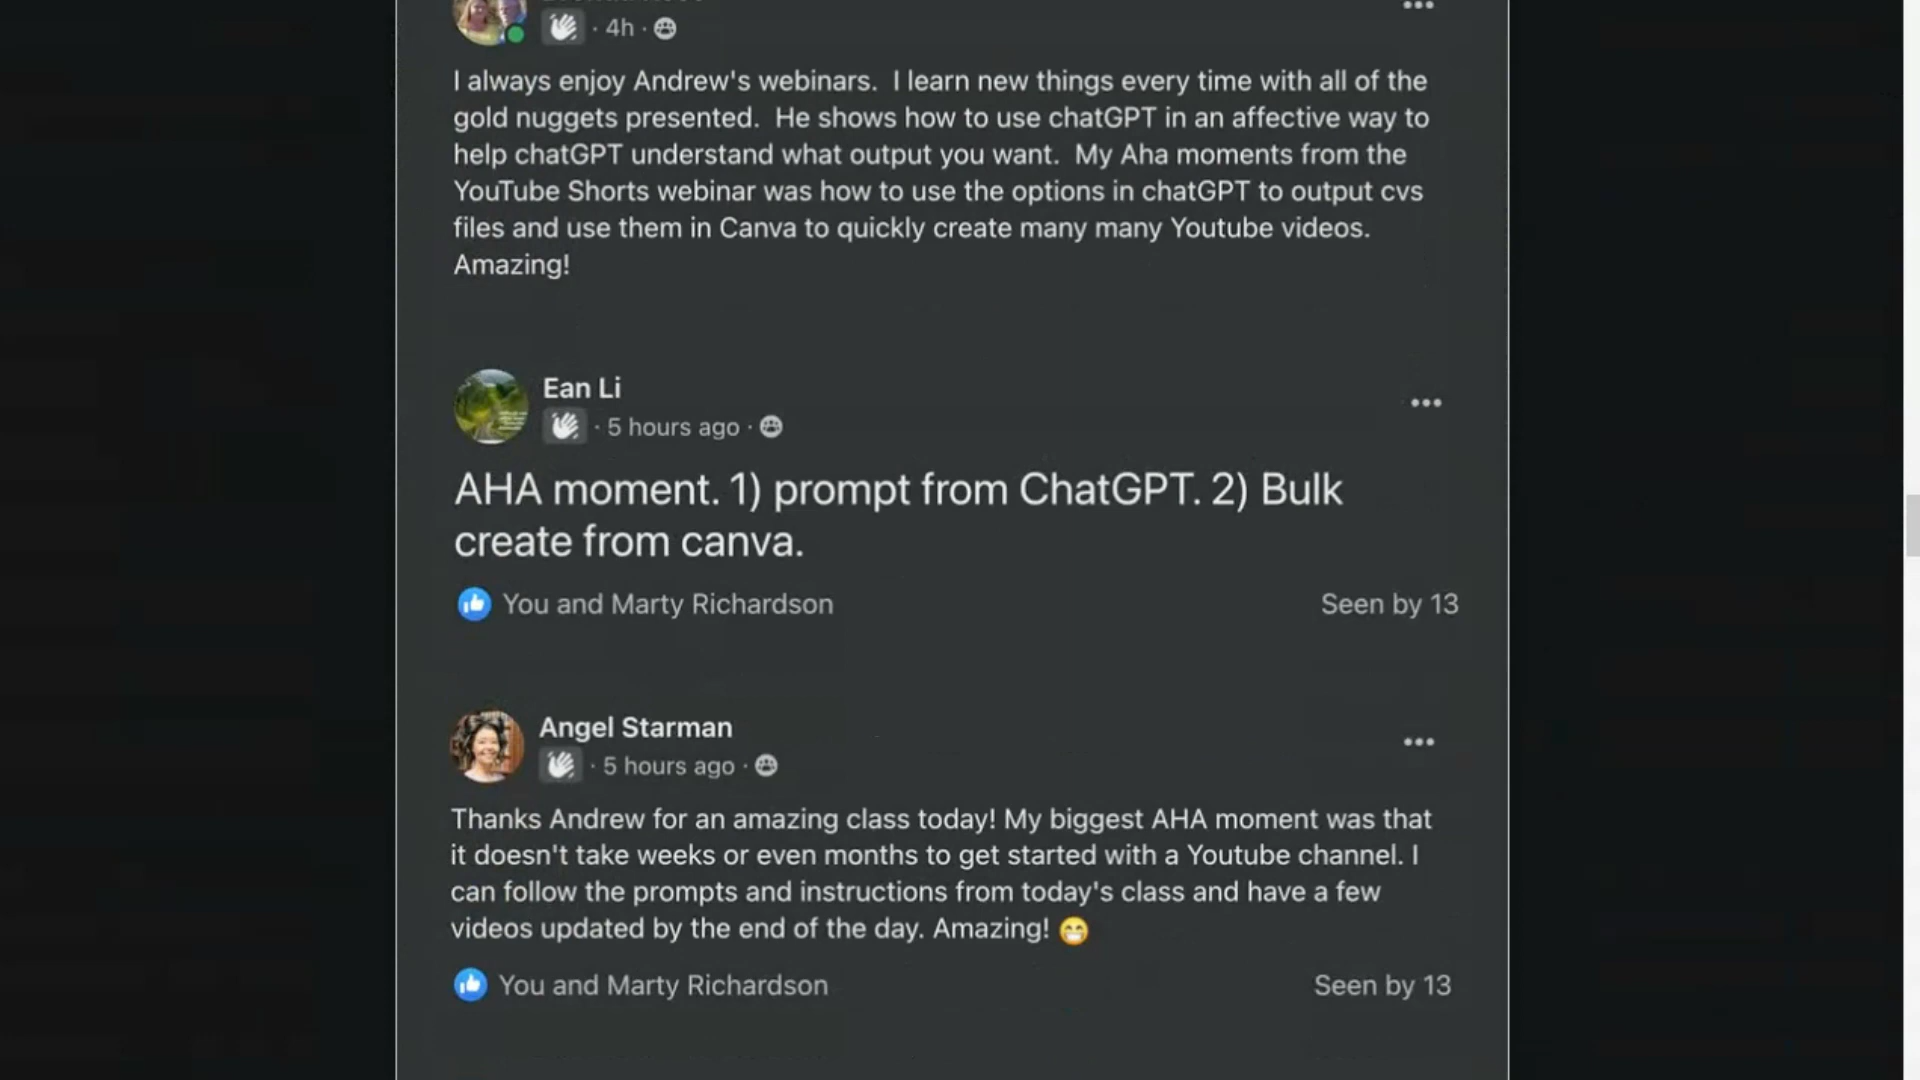 · 4h ·
I always enjoy Andrew's webinars.  I learn new things every time with all of the
gold nuggets presented.  He shows how to use chatGPT in an affective way to
help chatGPT understand what output you want.  My Aha moments from the
YouTube Shorts webinar was how to use the options in chatGPT to output cvs
files and use them in Canva to quickly create many many Youtube videos.
Amazing!
Ean Li
· 5 hours ago ·
AHA moment. 1) prompt from ChatGPT. 2) Bulk
create from canva.
You and Marty Richardson Seen by 13
Angel Starman
· 5 hours ago ·
Thanks Andrew for an amazing class today! My biggest AHA moment was that
it doesn't take weeks or even months to get started with a Youtube channel. I
can follow the prompts and instructions from today's class and have a few
videos updated by the end of the day. Amazing! 😁
You and Marty Richardson Seen by 13